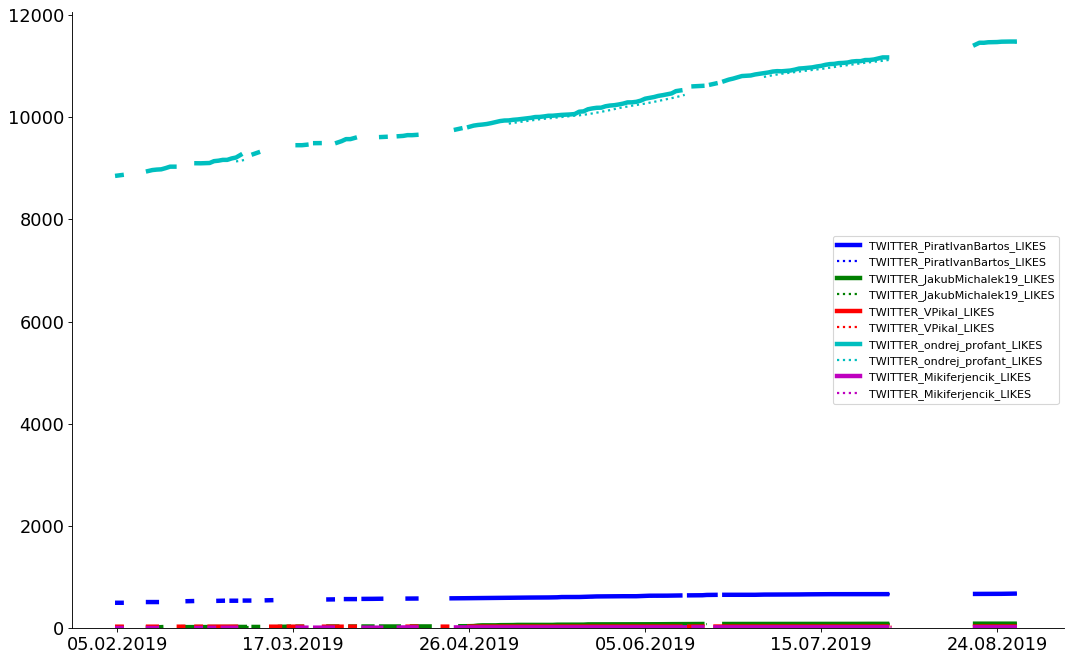 12000
10000
8000
6000
4000
2000
0
05.02.2019 17.03.2019 26.04.2019 05.06.2019 15.07.2019 24.08.2019
TWITTER_PiratIvanBartos_LIKES
TWITTER_PiratIvanBartos_LIKES
TWITTER_JakubMichalek19_LIKES
TWITTER_JakubMichalek19_LIKES
TWITTER_VPikal_LIKES
TWITTER_VPikal_LIKES
TWITTER_ondrej_profant_LIKES
TWITTER_ondrej_profant_LIKES
TWITTER_Mikiferjencik_LIKES
TWITTER_Mikiferjencik_LIKES